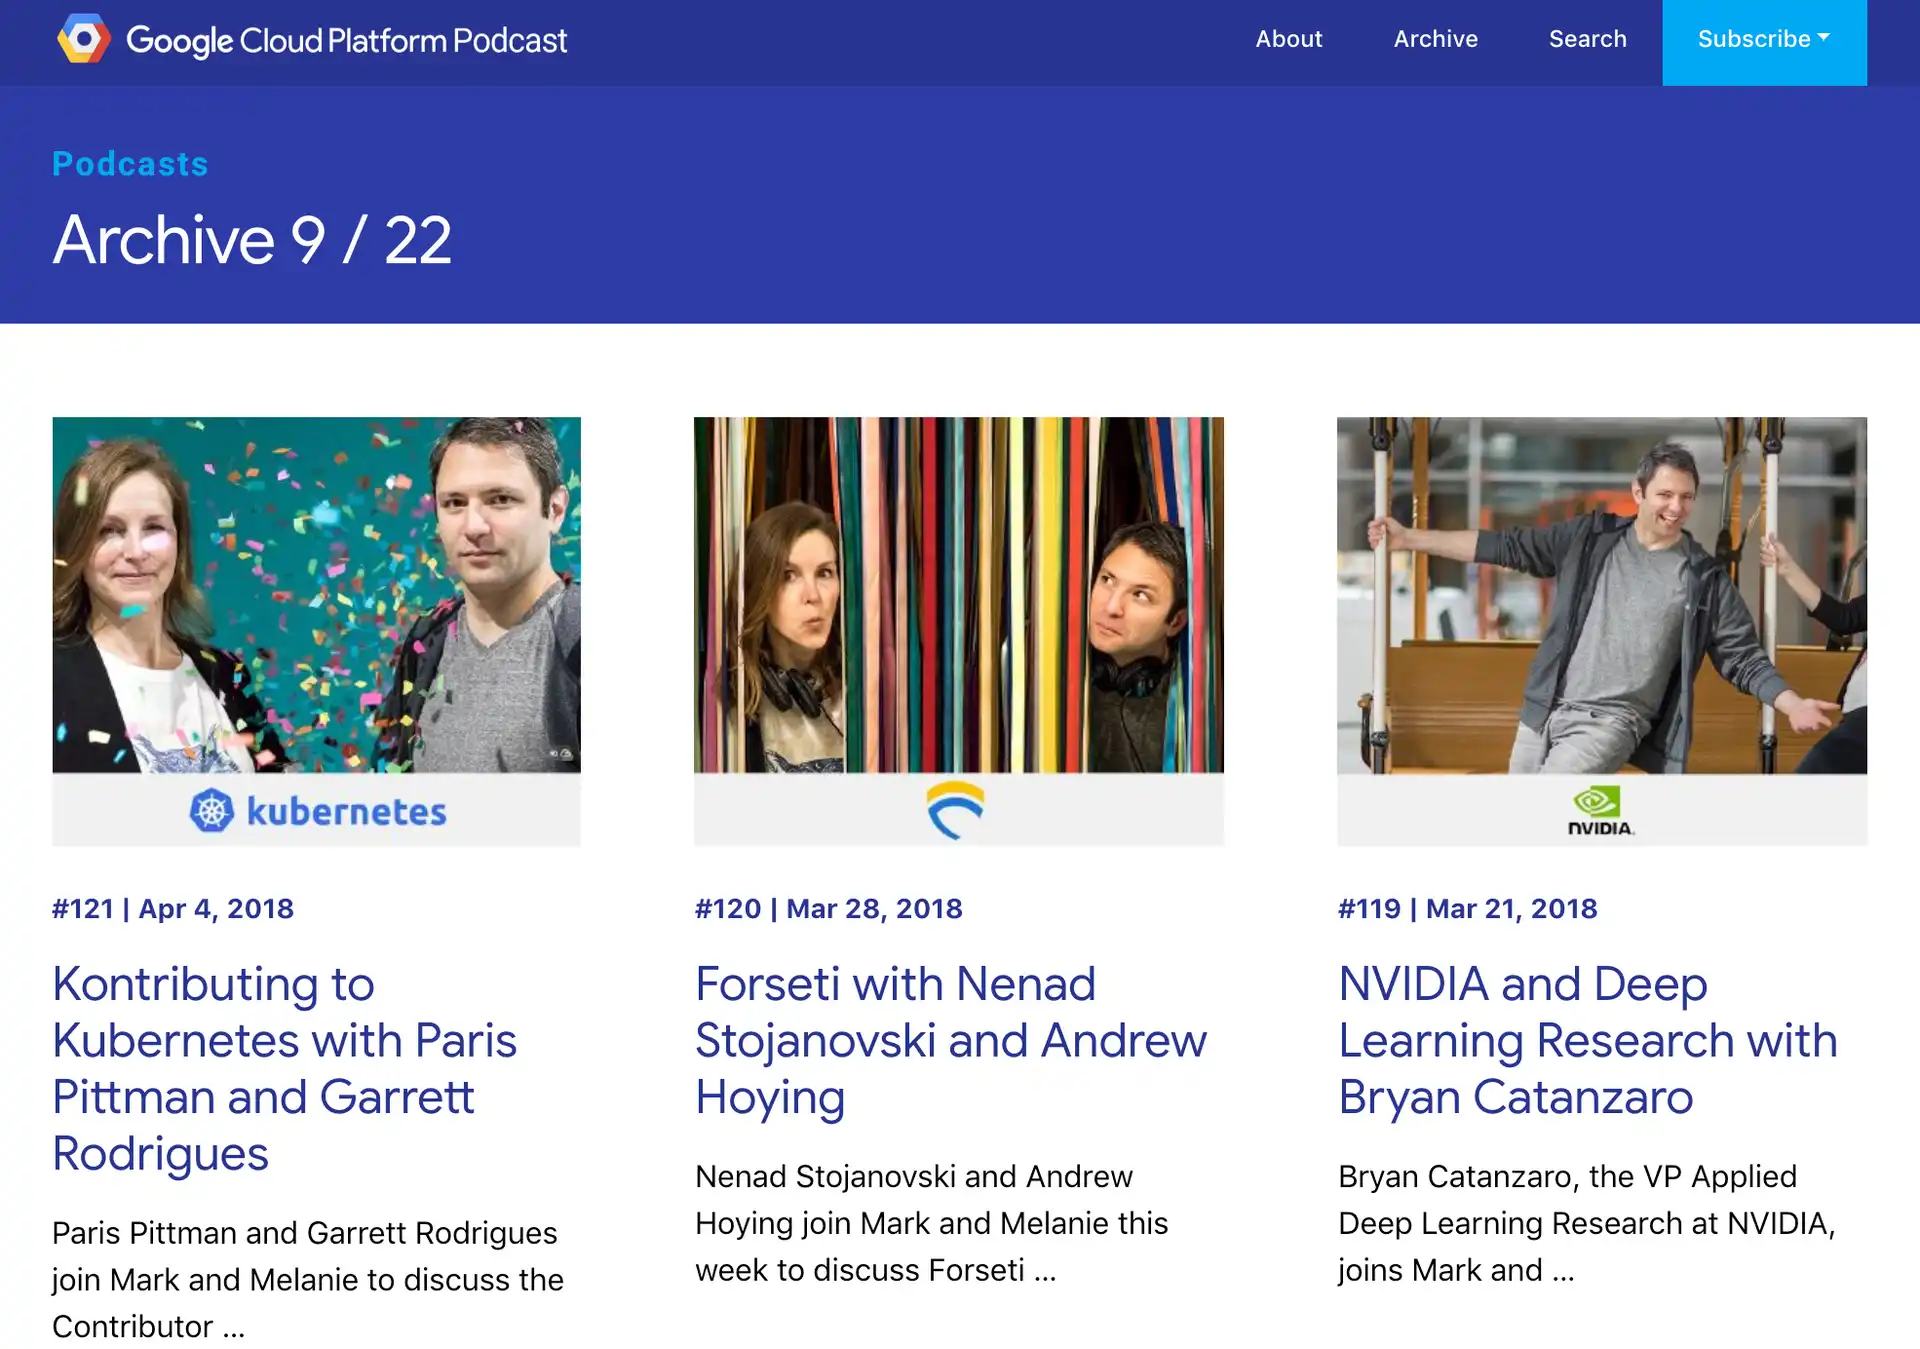 Google Cloud Platform Podcast
About
Archive
Search
Subscribe
Podcasts
Archive 9 / 22
kubernetes
NVIDIA.
#121 | Apr 4, 2018
Kontributing to
Kubernetes with Paris
Pittman and Garrett
Rodrigues
Paris Pittman and Garrett Rodrigues
join Mark and Melanie to discuss the
Contributor ...
#120 | Mar 28, 2018
Forseti with Nenad
Stojanovski and Andrew
Hoying
Nenad Stojanovski and Andrew
Hoying join Mark and Melanie this
week to discuss Forseti ...
#119 | Mar 21, 2018
NVIDIA and Deep
Learning Research with
Bryan Catanzaro
Bryan Catanzaro, the VP Applied
Deep Learning Research at NVIDIA,
joins Mark and ...